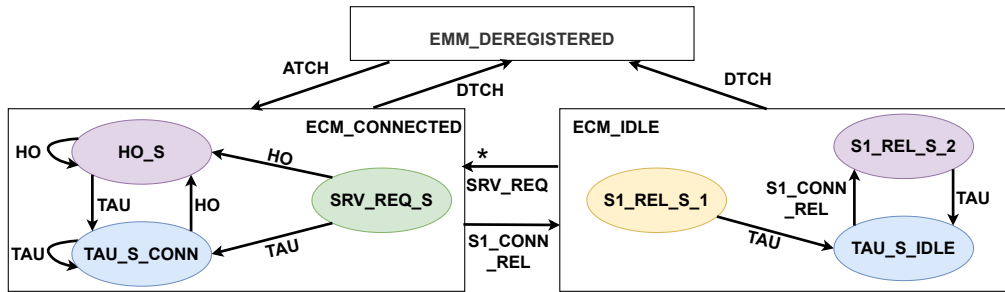 EMM_DEREGISTERED
ATCH
DTCH
DTCH
ECM_CONNECTED
ECM_IDLE
HO
HO_S
HO
*
SRV_REQ
S1_REL_S_2
SRV_REQ_S
S1_REL_S_1
S1_CONN
_REL
TAU
HO
TAU
TAU
TAU
TAU_S_CONN
TAU
S1_CONN
_REL
TAU_S_IDLE